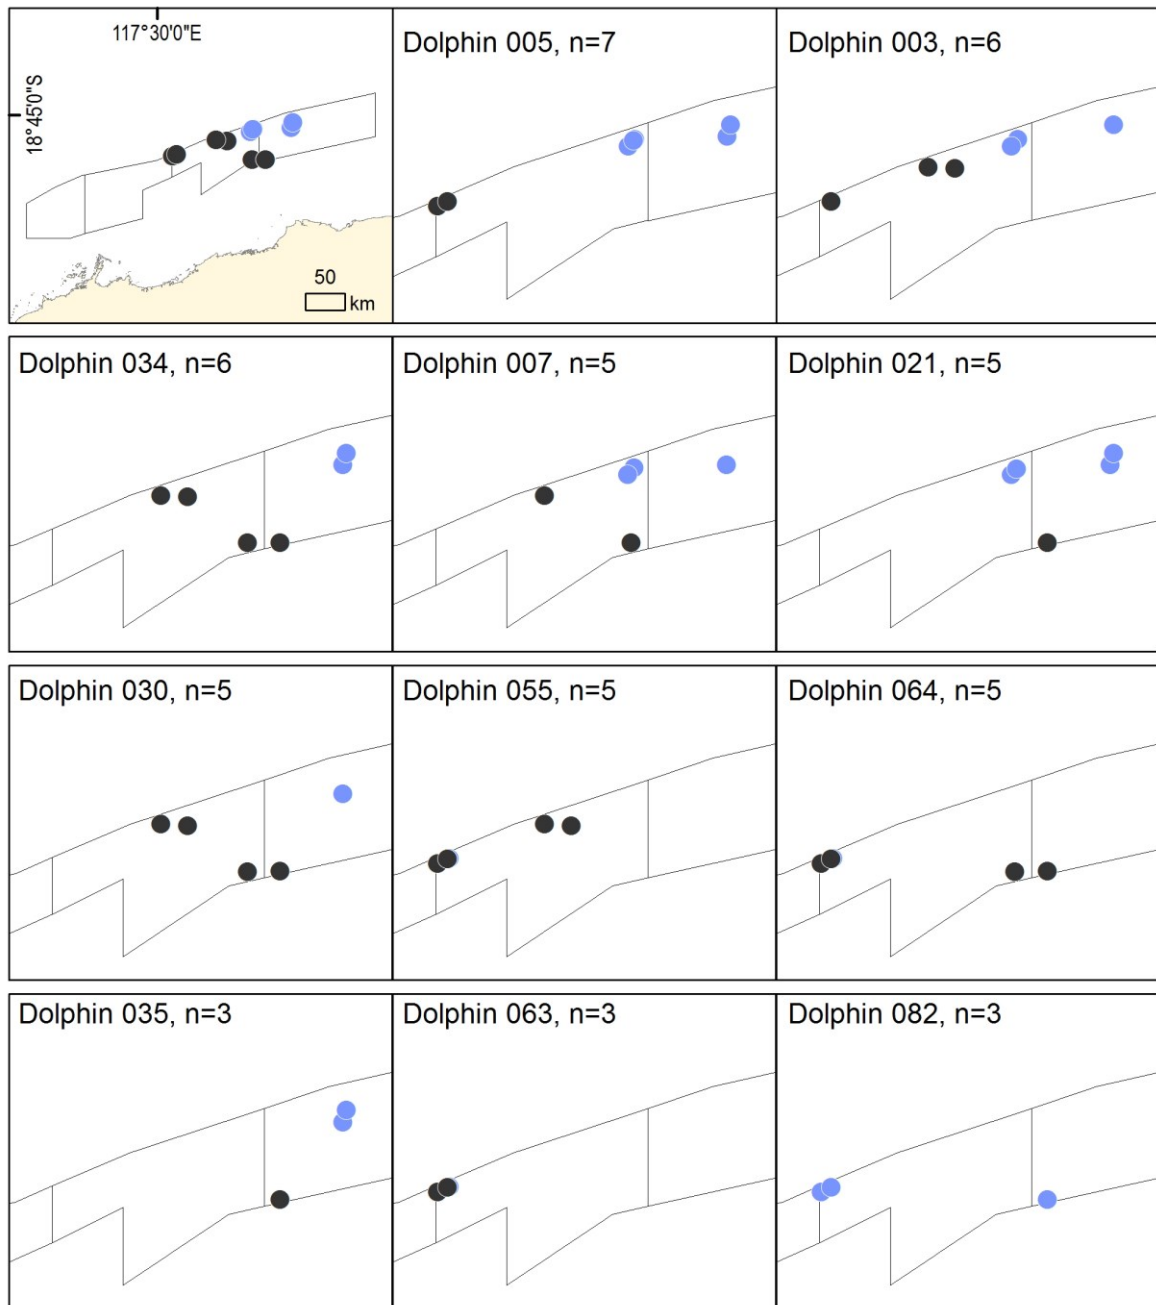 117°30'0"E
18°45'0"S
50
km
Dolphin 005, n=7
Dolphin 003, n=6
Dolphin 034, n=6
Dolphin 007, n=5
Dolphin 021, n=5
Dolphin 030, n=5
Dolphin 055, n=5
Dolphin 064, n=5
Dolphin 035, n=3
Dolphin 063, n=3
Dolphin 082, n=3